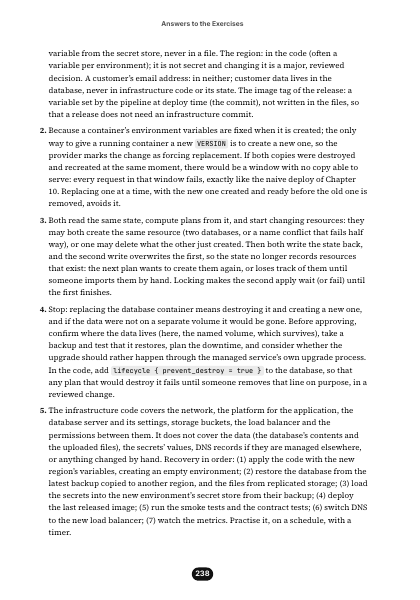 Answers to the Exercises
variable from the secret store, never in a file. The region: in the code (often a
variable per environment); it is not secret and changing it is a major, reviewed
decision. A customer's email address: in neither; customer data lives in the
database, never in infrastructure code or its state. The image tag of the release: a
variable set by the pipeline at deploy time (the commit), not written in the files, so
that a release does not need an infrastructure commit.
2. Because a container's environment variables are fixed when it is created; the only
way to give a running container a new VERSION is to create a new one, so the
provider marks the change as forcing replacement. If both copies were destroyed
and recreated at the same moment, there would be a window with no copy able to
serve: every request in that window fails, exactly like the naive deploy of Chapter
10. Replacing one at a time, with the new one created and ready before the old one is
removed, avoids it.
3. Both read the same state, compute plans from it, and start changing resources: they
may both create the same resource (two databases, or a name conflict that fails half
way), or one may delete what the other just created. Then both write the state back,
and the second write overwrites the first, so the state no longer records resources
that exist: the next plan wants to create them again, or loses track of them until
someone imports them by hand. Locking makes the second apply wait (or fail) until
the first finishes.
4. Stop: replacing the database container means destroying it and creating a new one,
and if the data were not on a separate volume it would be gone. Before approving,
confirm where the data lives (here, the named volume, which survives), take a
backup and test that it restores, plan the downtime, and consider whether the
upgrade should rather happen through the managed service's own upgrade process.
In the code, add lifecycle { prevent_destroy = true } to the database, so that
any plan that would destroy it fails until someone removes that line on purpose, in a
reviewed change.
5. The infrastructure code covers the network, the platform for the application, the
database server and its settings, storage buckets, the load balancer and the
permissions between them. It does not cover the data (the database's contents and
the uploaded files), the secrets' values, DNS records if they are managed elsewhere,
or anything changed by hand. Recovery in order: (1) apply the code with the new
region's variables, creating an empty environment; (2) restore the database from the
latest backup copied to another region, and the files from replicated storage; (3) load
the secrets into the new environment's secret store from their backup; (4) deploy
the last released image; (5) run the smoke tests and the contract tests; (6) switch DNS
to the new load balancer; (7) watch the metrics. Practise it, on a schedule, with a
timer.
238